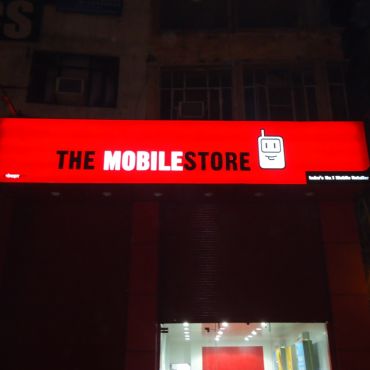 THE MOBILESTORE
India's No.1 Mobile Retailer